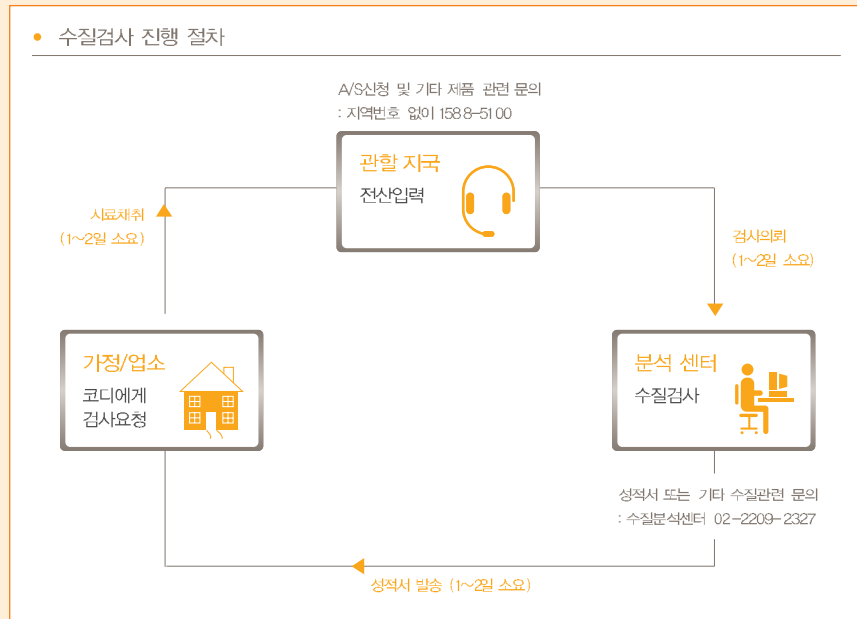 수질검사 진행 절차
A/S신청 및 기타 제품 관련 문의
: 지역번호 없이 1588-5100
관할 지국
전산입력
시료채취
(1~2일 소요)
검사의뢰
(1~2일 소요)
가정/업소
코디에게
검사요청
분석 센터
수질검사
성적서 또는 기타 수질관련 문의
: 수질분석센터 02-2209-2327
성적서 발송 (1~2일 소요)